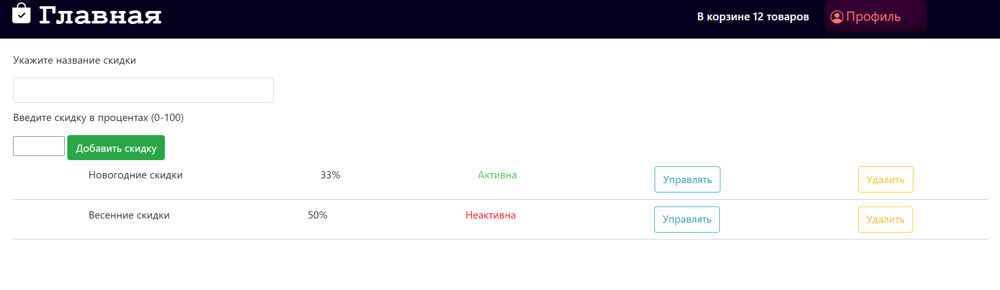 Главная В корзине 12 товаров Профиль
Укажите название скидки
Введите скидку в процентах (0-100)
Добавить скидку
Новогодние скидки 33% Активна Управлять Удалить
Весенние скидки 50% Неактивна Управлять Удалить